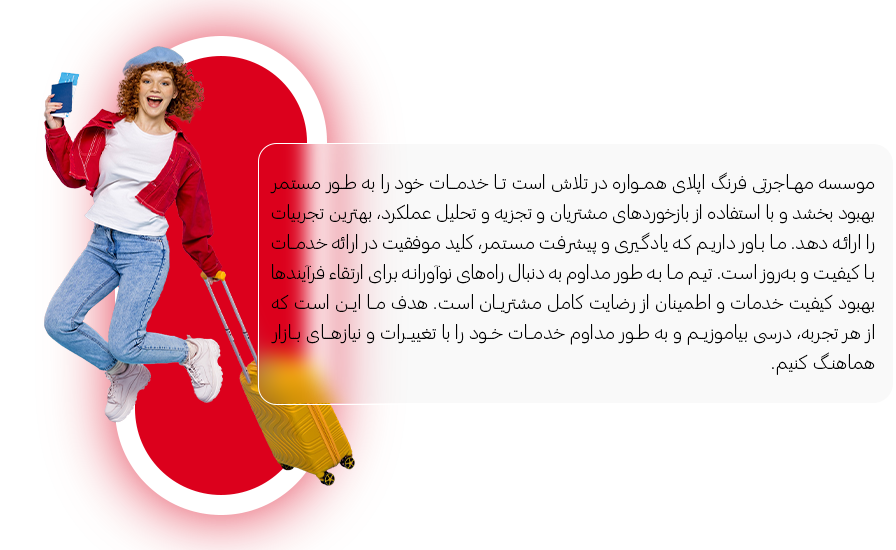 موسسه مهاجرتی فرنگ اپلای همواره در تلاش است تا خدمات خود را به طور مستمر
بهبود بخشد و با استفاده از بازخوردهای مشتریان و تجزیه و تحلیل عملکرد، بهترین تجربیات
را ارائه دهد. ما باور داریم که یادگیری و پیشرفت مستمر، کلید موفقیت در ارائه خدمات
با کیفیت و به‌روز است. تیم ما به طور مداوم به دنبال راه‌های نوآورانه برای ارتقاء فرآیندها
بهبود کیفیت خدمات و اطمینان از رضایت کامل مشتریان است. هدف ما این است که
از هر تجربه، درسی بیاموزیم و به طور مداوم خدمات خود را با تغییرات و نیازهای بازار
هماهنگ کنیم.